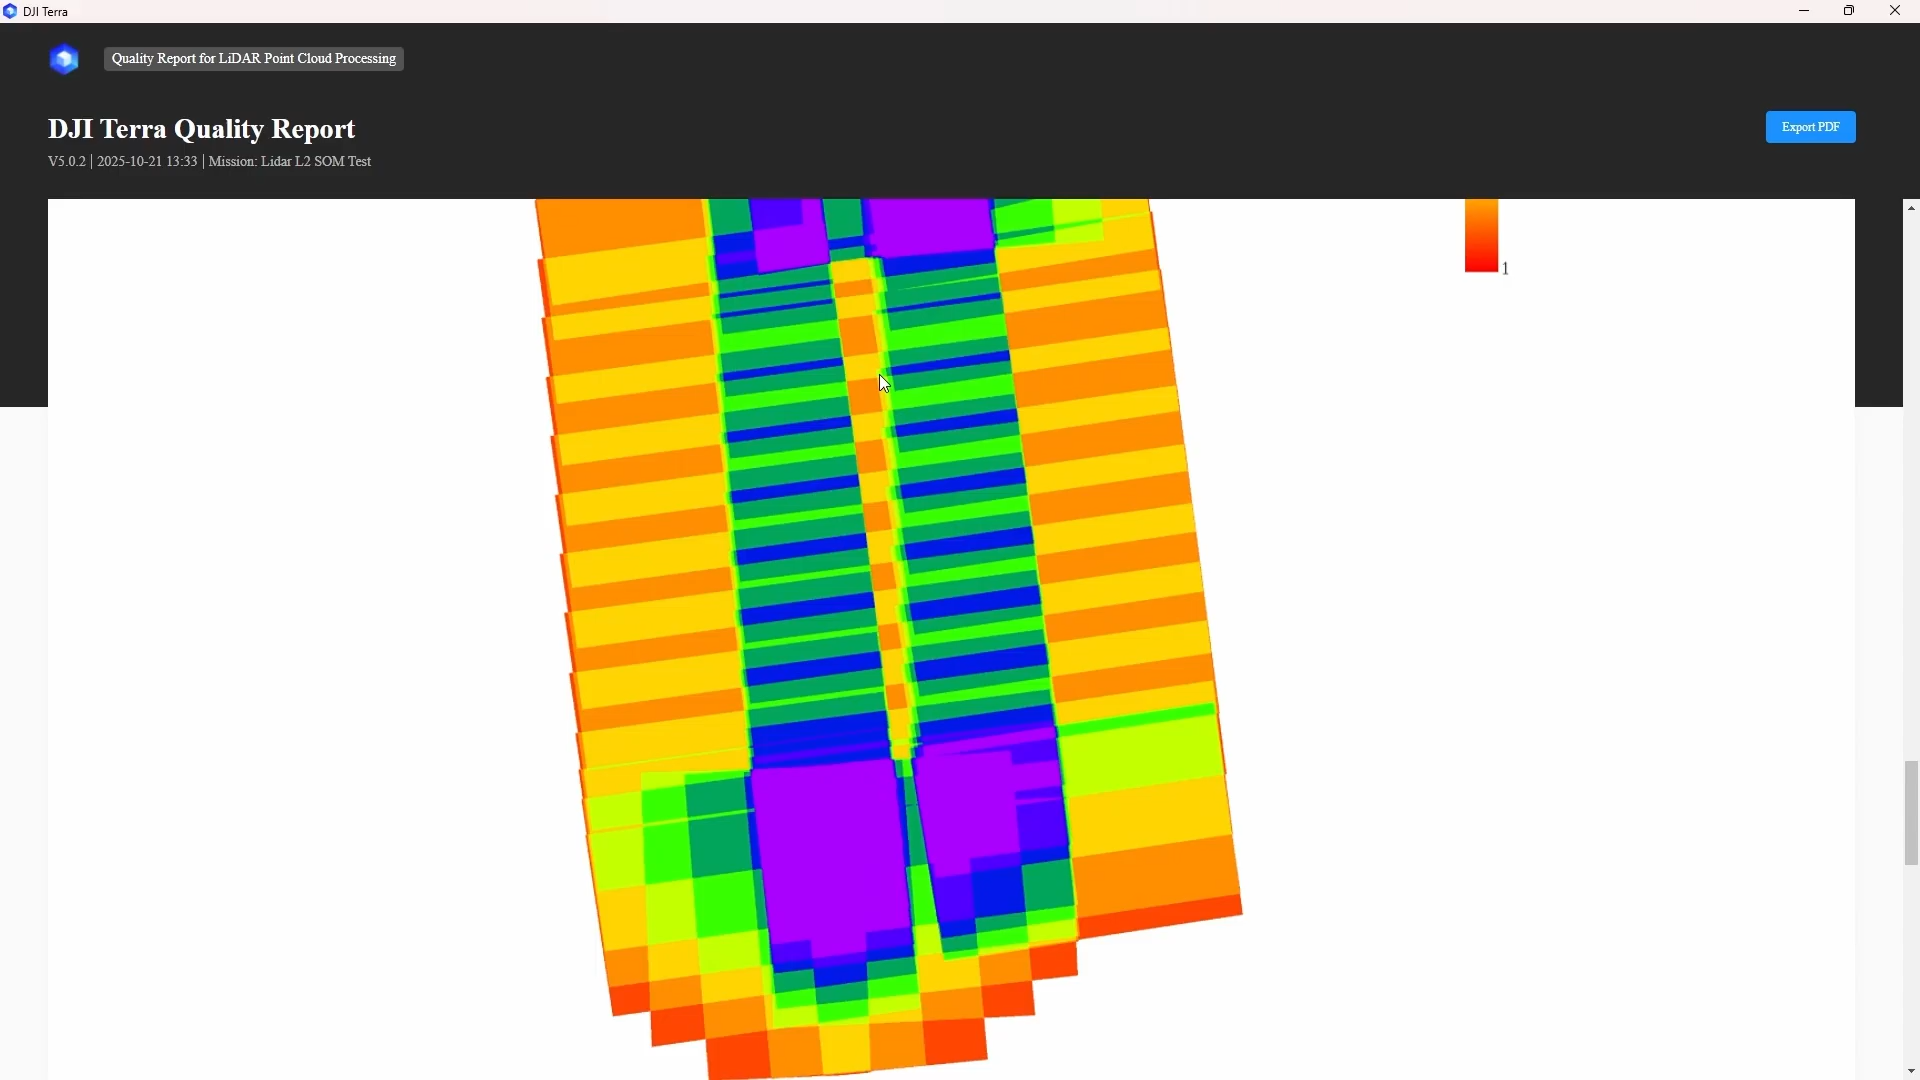 DJI Terra
Quality Report for LiDAR Point Cloud Processing
DJI Terra Quality Report
Export PDF
V5.0.2 | 2025-10-21 13:33 | Mission: Lidar L2 SOM Test
1